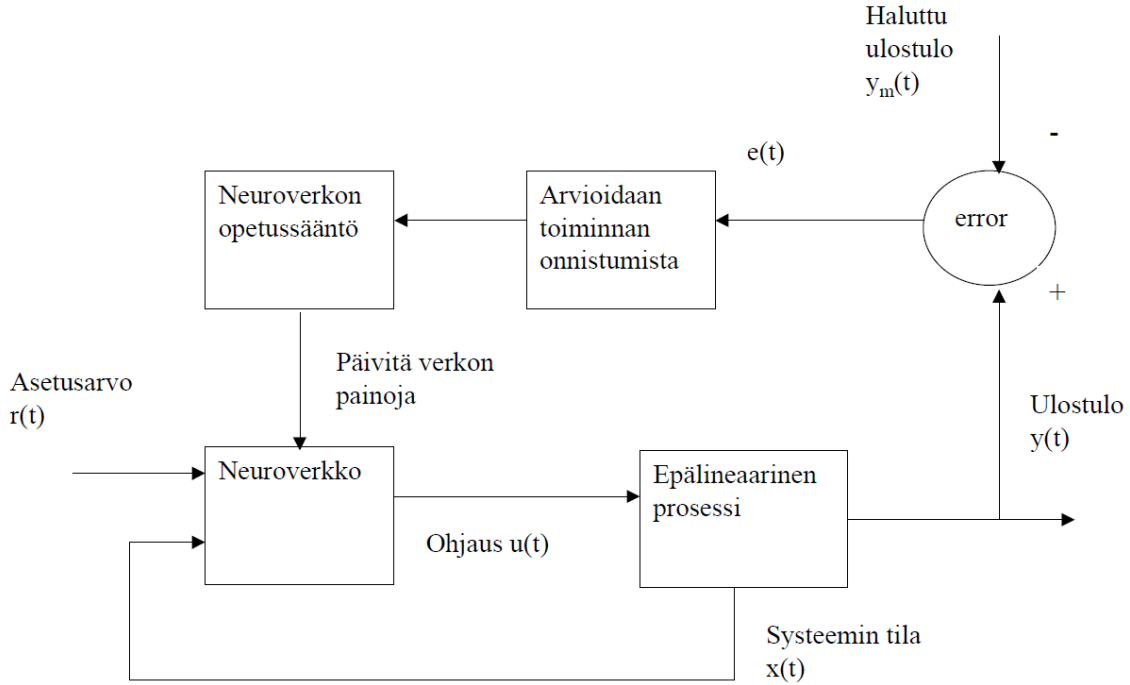 Haluttu
ulostulo
yₘ(t)
-
e(t)
Neuroverkon
opetussääntö
Arvioidaan
toiminnan
onnistumista
error
+
Päivitä verkon
painoja
Asetusarvo
r(t)
Ulostulo
y(t)
Neuroverkko
Epälineaarinen
prosessi
Ohjaus u(t)
Systeemin tila
x(t)